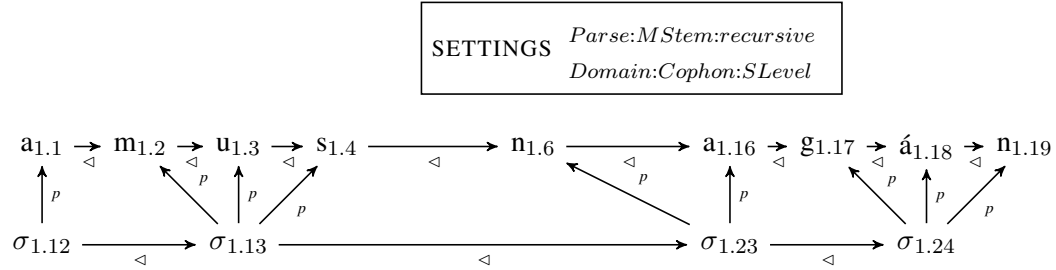 SETTINGS Parse:MStem:recursive
Domain:Cophon:SLevel
a1.1 m1.2 u1.3 s1.4 n1.6 a1.16 g1.17 á1.18 n1.19
◁ ◁ ◁ ◁ ◁ ◁ ◁ ◁
p p p p p p p p p
σ1.12 σ1.13 σ1.23 σ1.24
◁ ◁ ◁